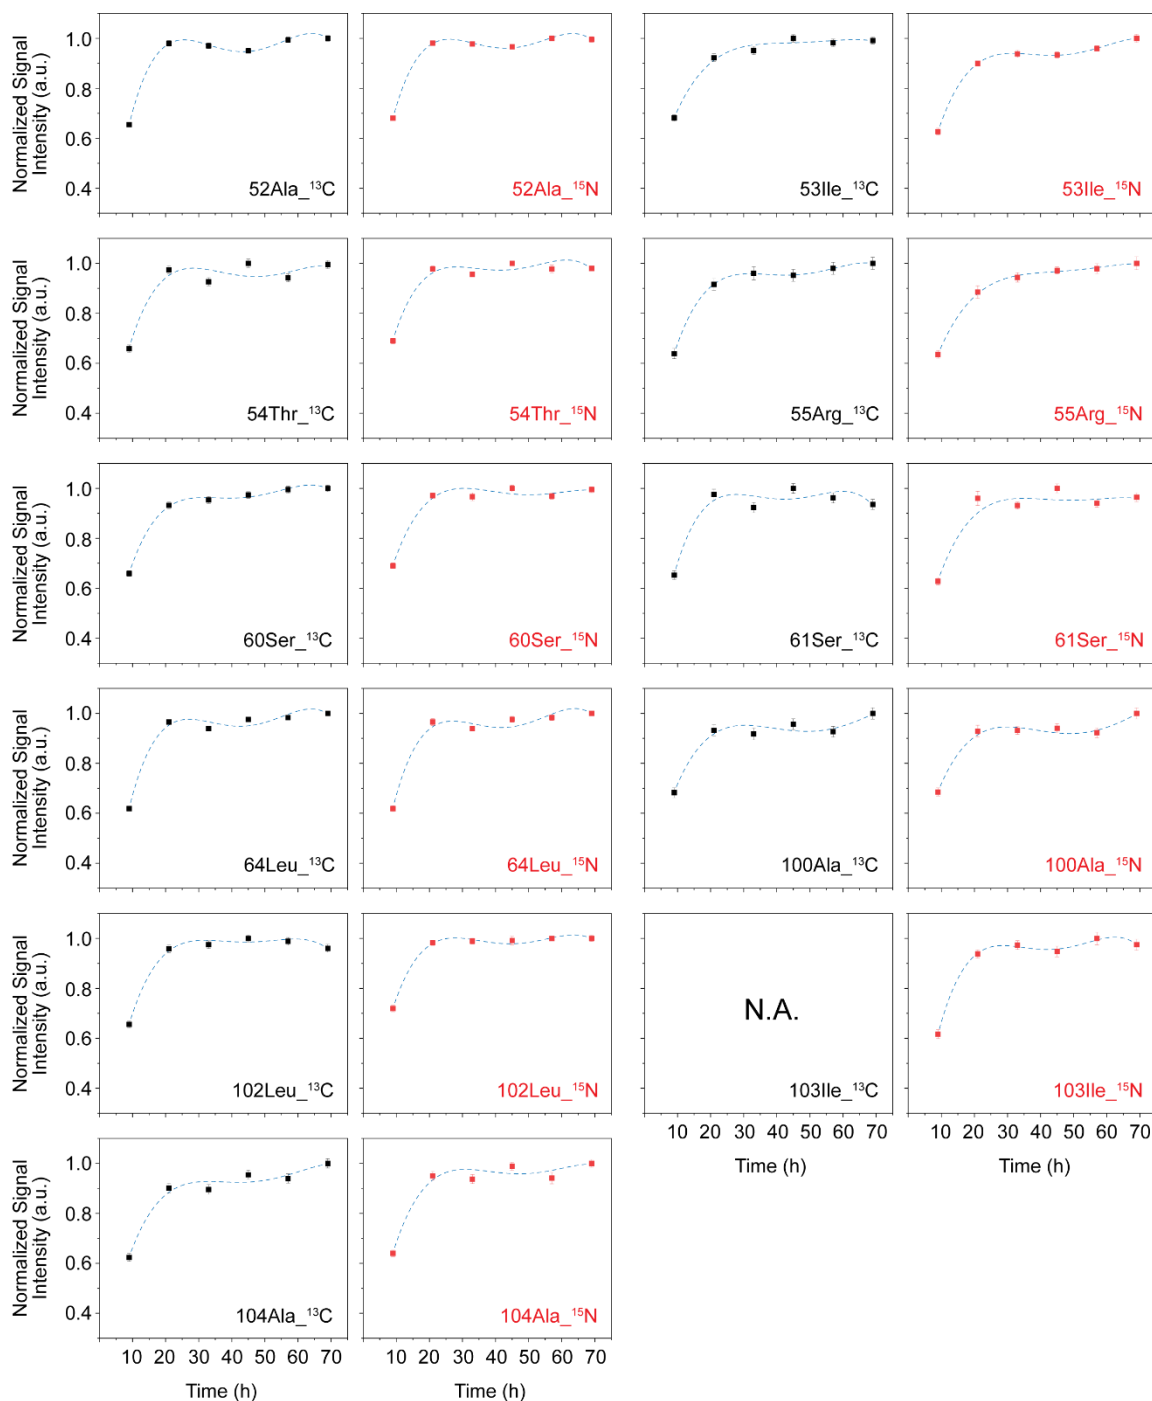 Normalized Signal
Intensity (a.u.)
1.0
0.8
0.6
0.4
52Ala_¹³C
52Ala_¹⁵N
53Ile_¹³C
53Ile_¹⁵N
Normalized Signal
Intensity (a.u.)
1.0
0.8
0.6
0.4
54Thr_¹³C
54Thr_¹⁵N
55Arg_¹³C
55Arg_¹⁵N
Normalized Signal
Intensity (a.u.)
1.0
0.8
0.6
0.4
60Ser_¹³C
60Ser_¹⁵N
61Ser_¹³C
61Ser_¹⁵N
Normalized Signal
Intensity (a.u.)
1.0
0.8
0.6
0.4
64Leu_¹³C
64Leu_¹⁵N
100Ala_¹³C
100Ala_¹⁵N
Normalized Signal
Intensity (a.u.)
1.0
0.8
0.6
0.4
102Leu_¹³C
102Leu_¹⁵N
N.A.
103Ile_¹³C
103Ile_¹⁵N
10 20 30 40 50 60 70
Time (h)
10 20 30 40 50 60 70
Time (h)
Normalized Signal
Intensity (a.u.)
1.0
0.8
0.6
0.4
104Ala_¹³C
104Ala_¹⁵N
10 20 30 40 50 60 70
Time (h)
10 20 30 40 50 60 70
Time (h)